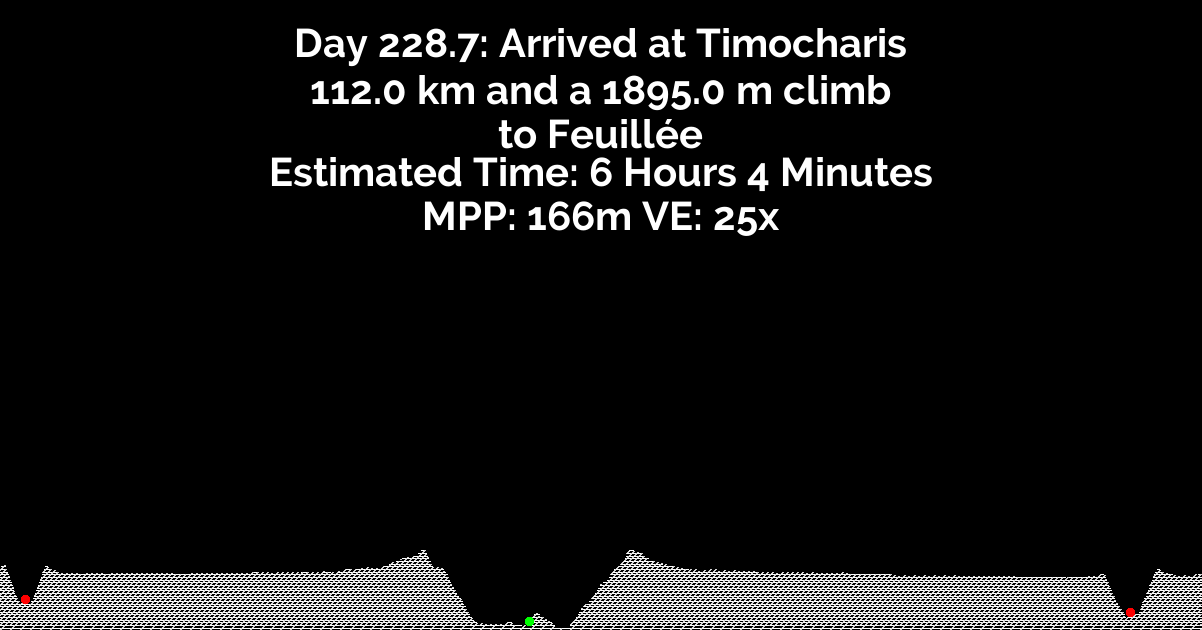 Day 228.7: Arrived at Timocharis
112.0 km and a 1895.0 m climb
to Feuillée
Estimated Time: 6 Hours 4 Minutes
MPP: 166m VE: 25x